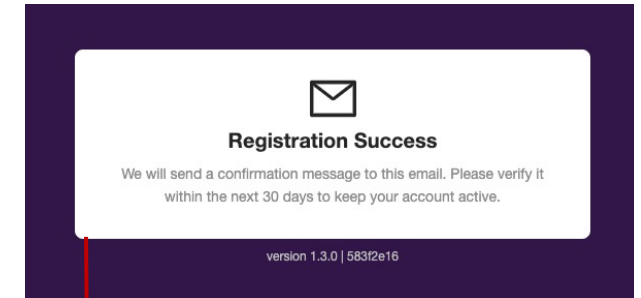 Registration Success
We will send a confirmation message to this email. Please verify it
within the next 30 days to keep your account active.
version 1.3.0 | 583f2e16